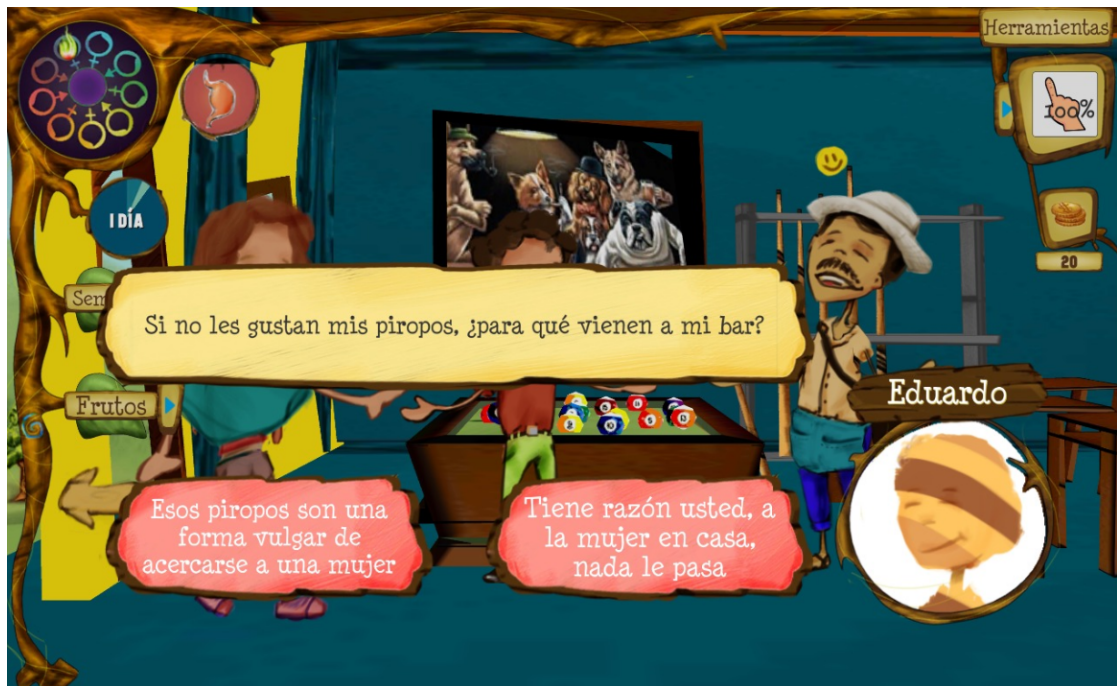 Herramientas
100%
1 DÍA
20
Si no les gustan mis piropos, ¿para qué vienen a mi bar?
Frutos
Eduardo
Esos piropos son una
forma vulgar de
acercarse a una mujer
Tiene razón usted, a
la mujer en casa,
nada le pasa